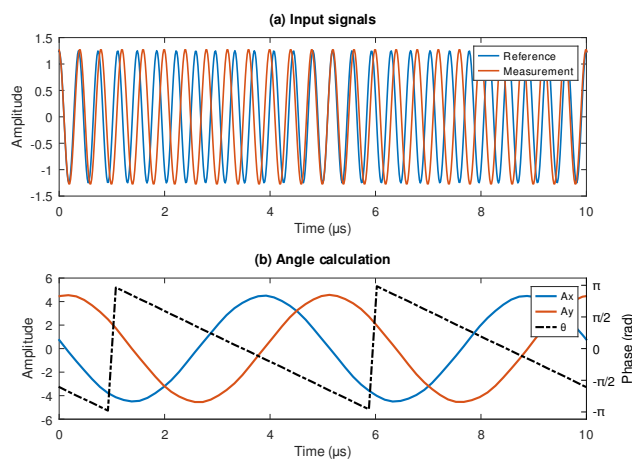 (a) Input signals
1.5
1
0.5
0
-0.5
-1
-1.5
Amplitude
Reference
Measurement
0 2 4 6 8 10
Time (µs)
(b) Angle calculation
6
4
2
0
-2
-4
-6
Amplitude
Ax
Ay
θ
π
π/2
0
-π/2
-π
Phase (rad)
0 2 4 6 8 10
Time (µs)